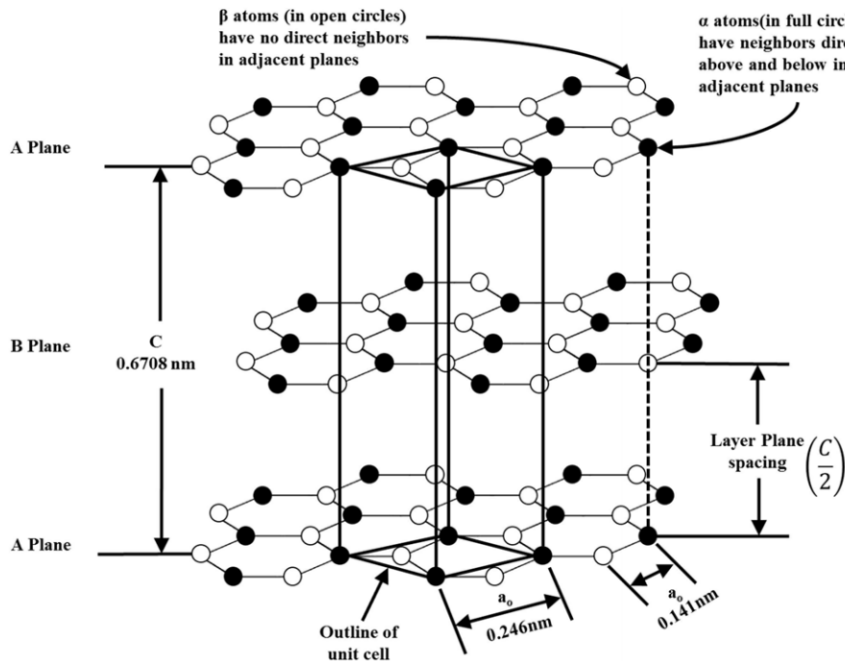 β atoms (in open circles)
have no direct neighbors
in adjacent planes
α atoms(in full circ
have neighbors dire
above and below in
adjacent planes
A Plane
C
0.6708 nm
B Plane
Layer Plane
spacing
(C/2)
A Plane
Outline of
unit cell
aₒ
0.246nm
aₒ
0.141nm